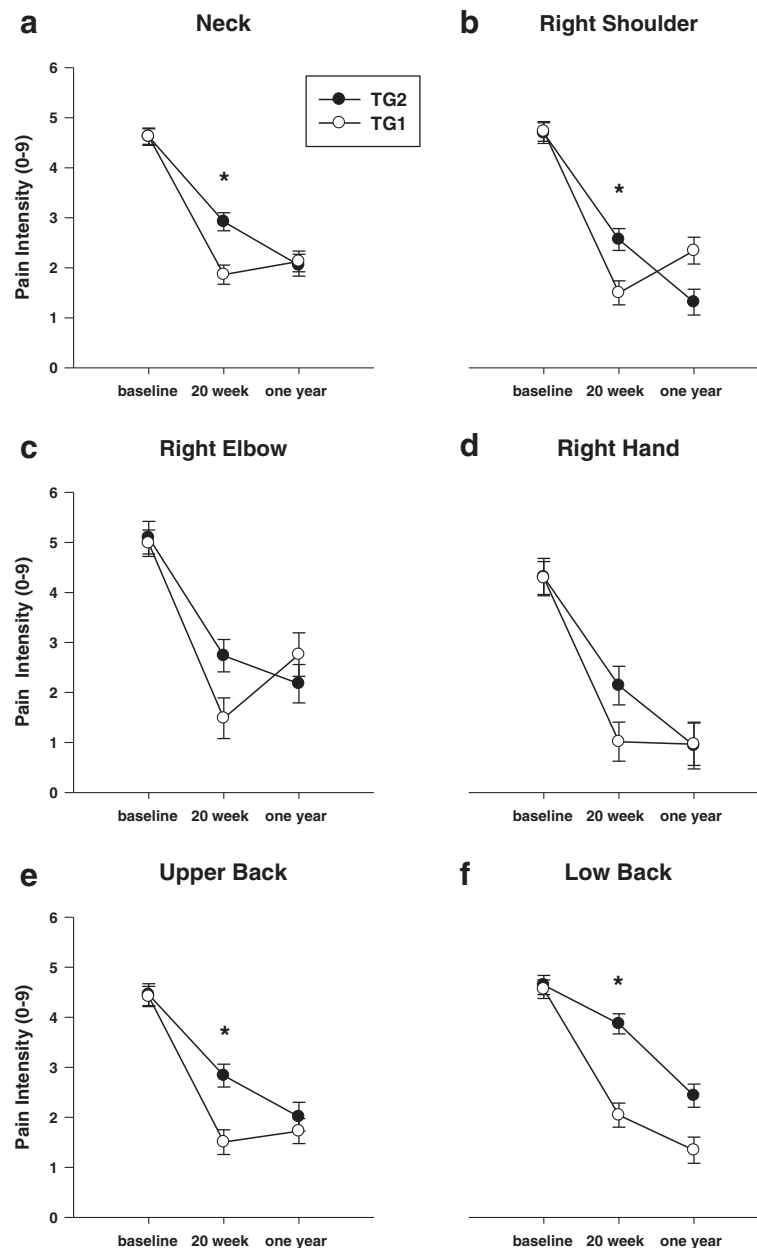 a Neck
b Right Shoulder
Pain Intensity (0-9)
6
5
4
3
2
1
0
TG2
TG1
*
*
baseline 20 week one year
baseline 20 week one year
c Right Elbow
d Right Hand
Pain Intensity (0-9)
6
5
4
3
2
1
0
baseline 20 week one year
baseline 20 week one year
e Upper Back
f Low Back
Pain Intensity (0-9)
6
5
4
3
2
1
0
*
*
baseline 20 week one year
baseline 20 week one year